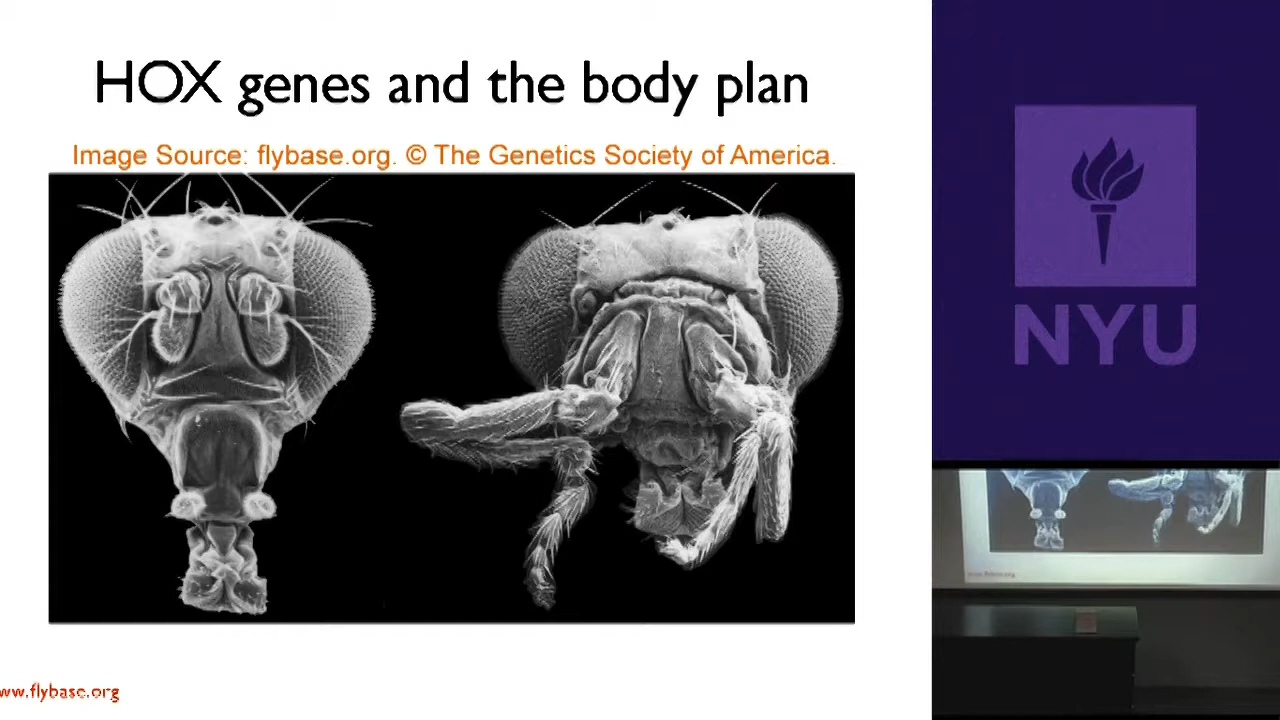 HOX genes and the body plan
Image Source: flybase.org. © The Genetics Society of America.
www.flybase.org
NYU